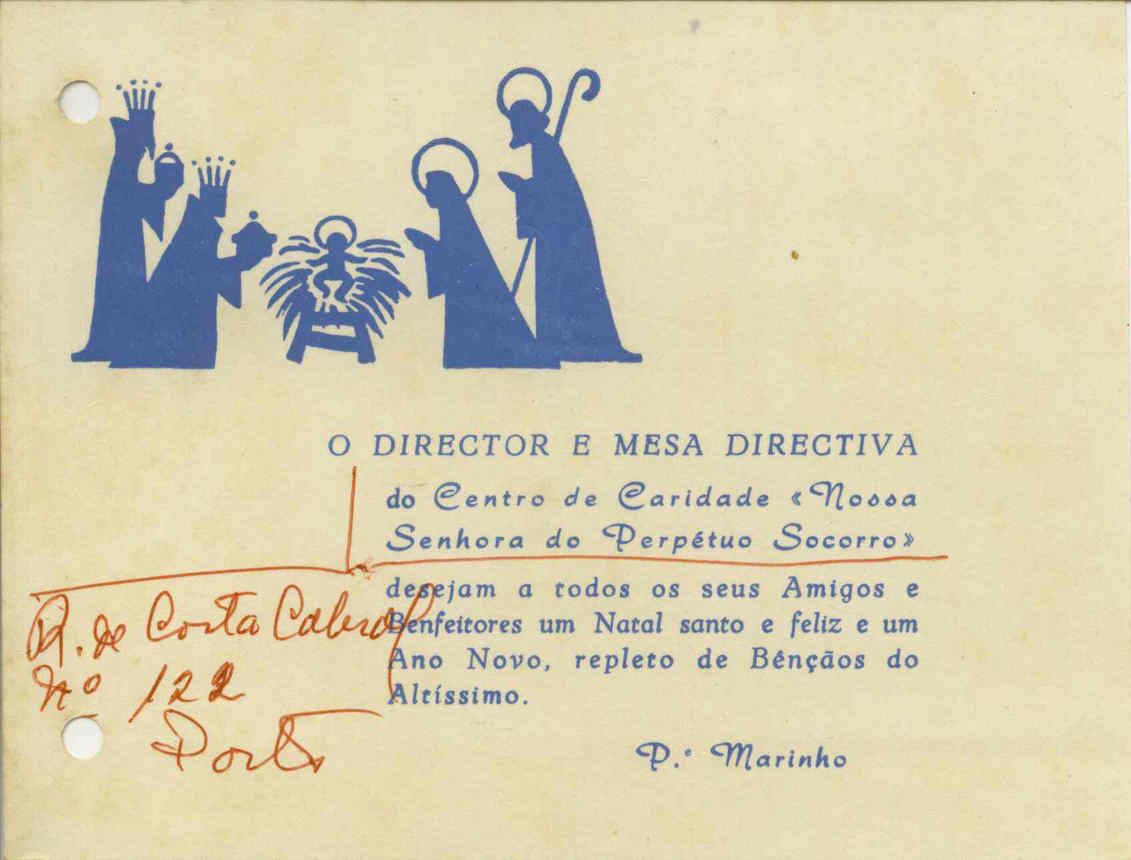 O DIRECTOR E MESA DIRECTIVA
do Centro de Caridade «Nossa
Senhora do Perpétuo Socorro»
desejam a todos os seus Amigos e
Benfeitores um Natal santo e feliz e um
Ano Novo, repleto de Bênçãos do
Altíssimo.
P.ᵉ Marinho
R. de Costa Cabral
Nº 122
Porto